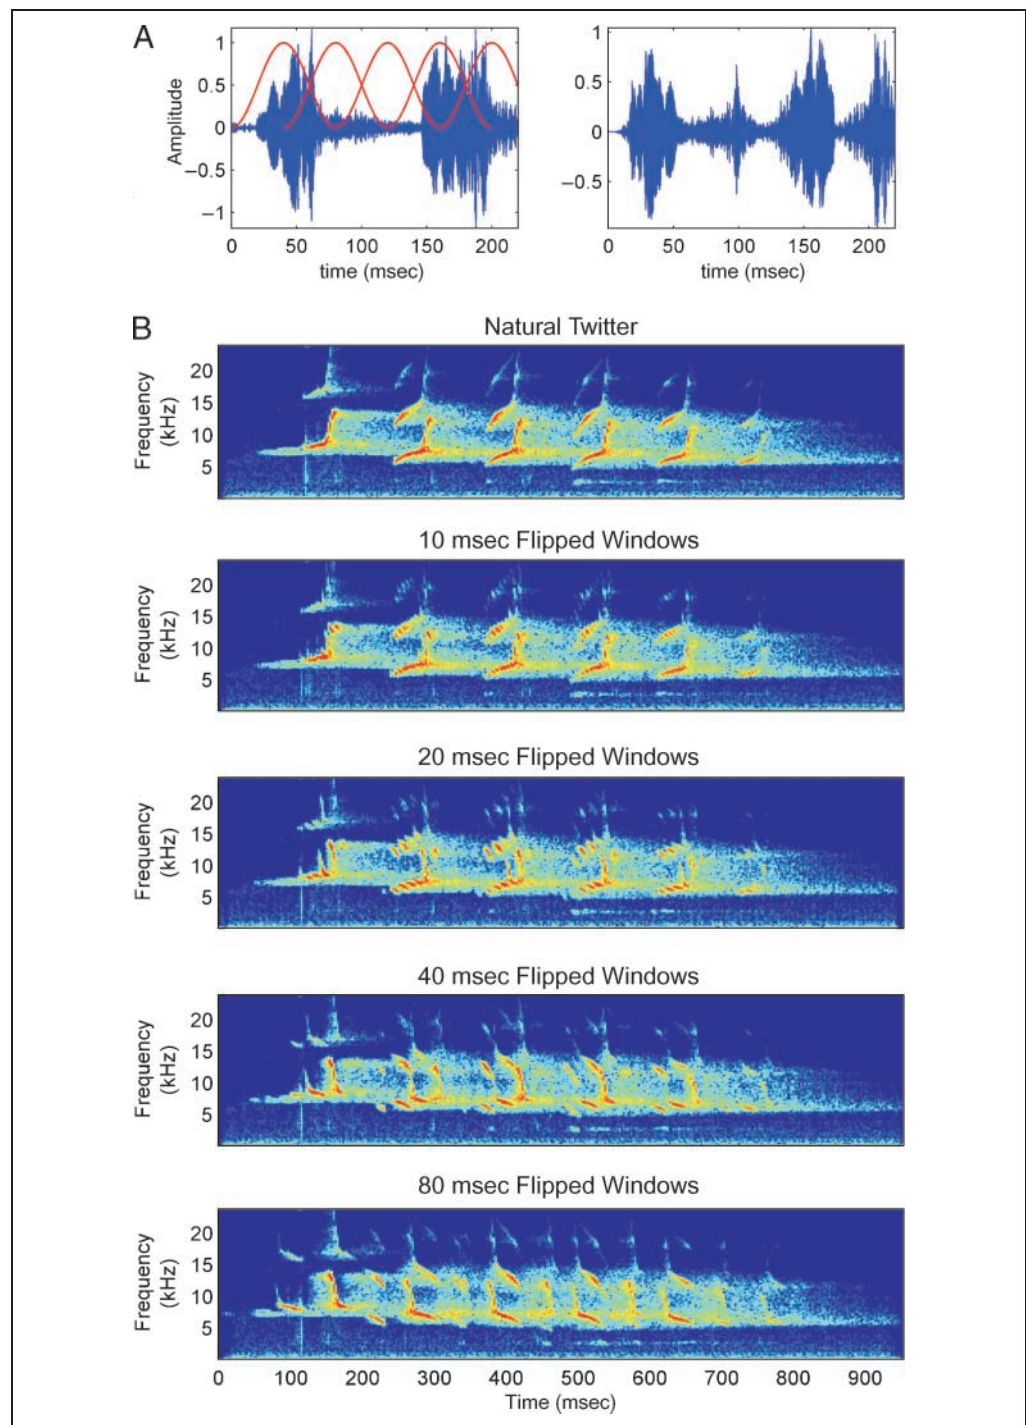 A
1
0.5
0
−0.5
−1
Amplitude
0 50 100 150 200
time (msec)
1
0.5
0
−0.5
0 50 100 150 200
time (msec)
B
Natural Twitter
20
15
10
5
Frequency
(kHz)
10 msec Flipped Windows
20
15
10
5
Frequency
(kHz)
20 msec Flipped Windows
20
15
10
5
Frequency
(kHz)
40 msec Flipped Windows
20
15
10
5
Frequency
(kHz)
80 msec Flipped Windows
20
15
10
5
Frequency
(kHz)
0 100 200 300 400 500 600 700 800 900
Time (msec)